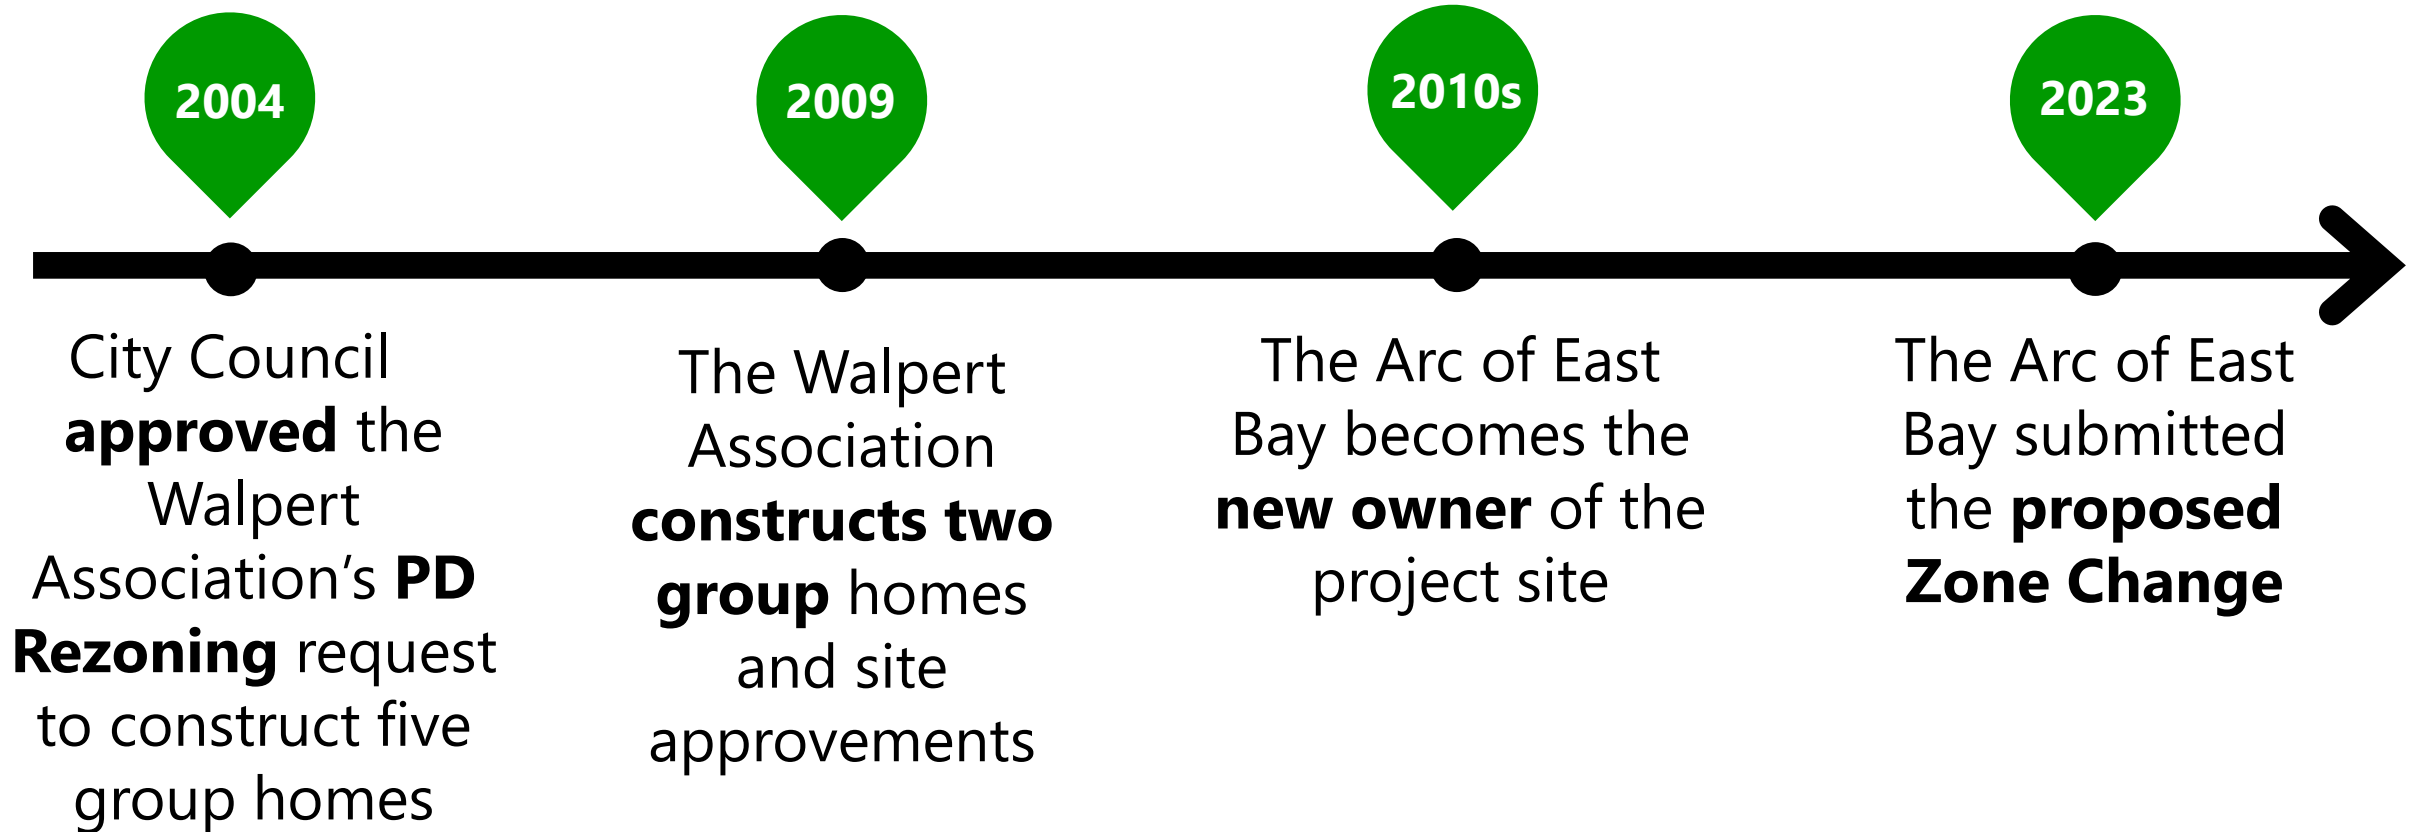 2004
City Council
approved the
Walpert
Association‘s PD
Rezoning request
to construct five
group homes
2009
The Walpert
Association
constructs two
group homes
and site
approvements
2010s
The Arc of East
Bay becomes the
new owner of the
project site
2023
The Arc of East
Bay submitted
the proposed
Zone Change